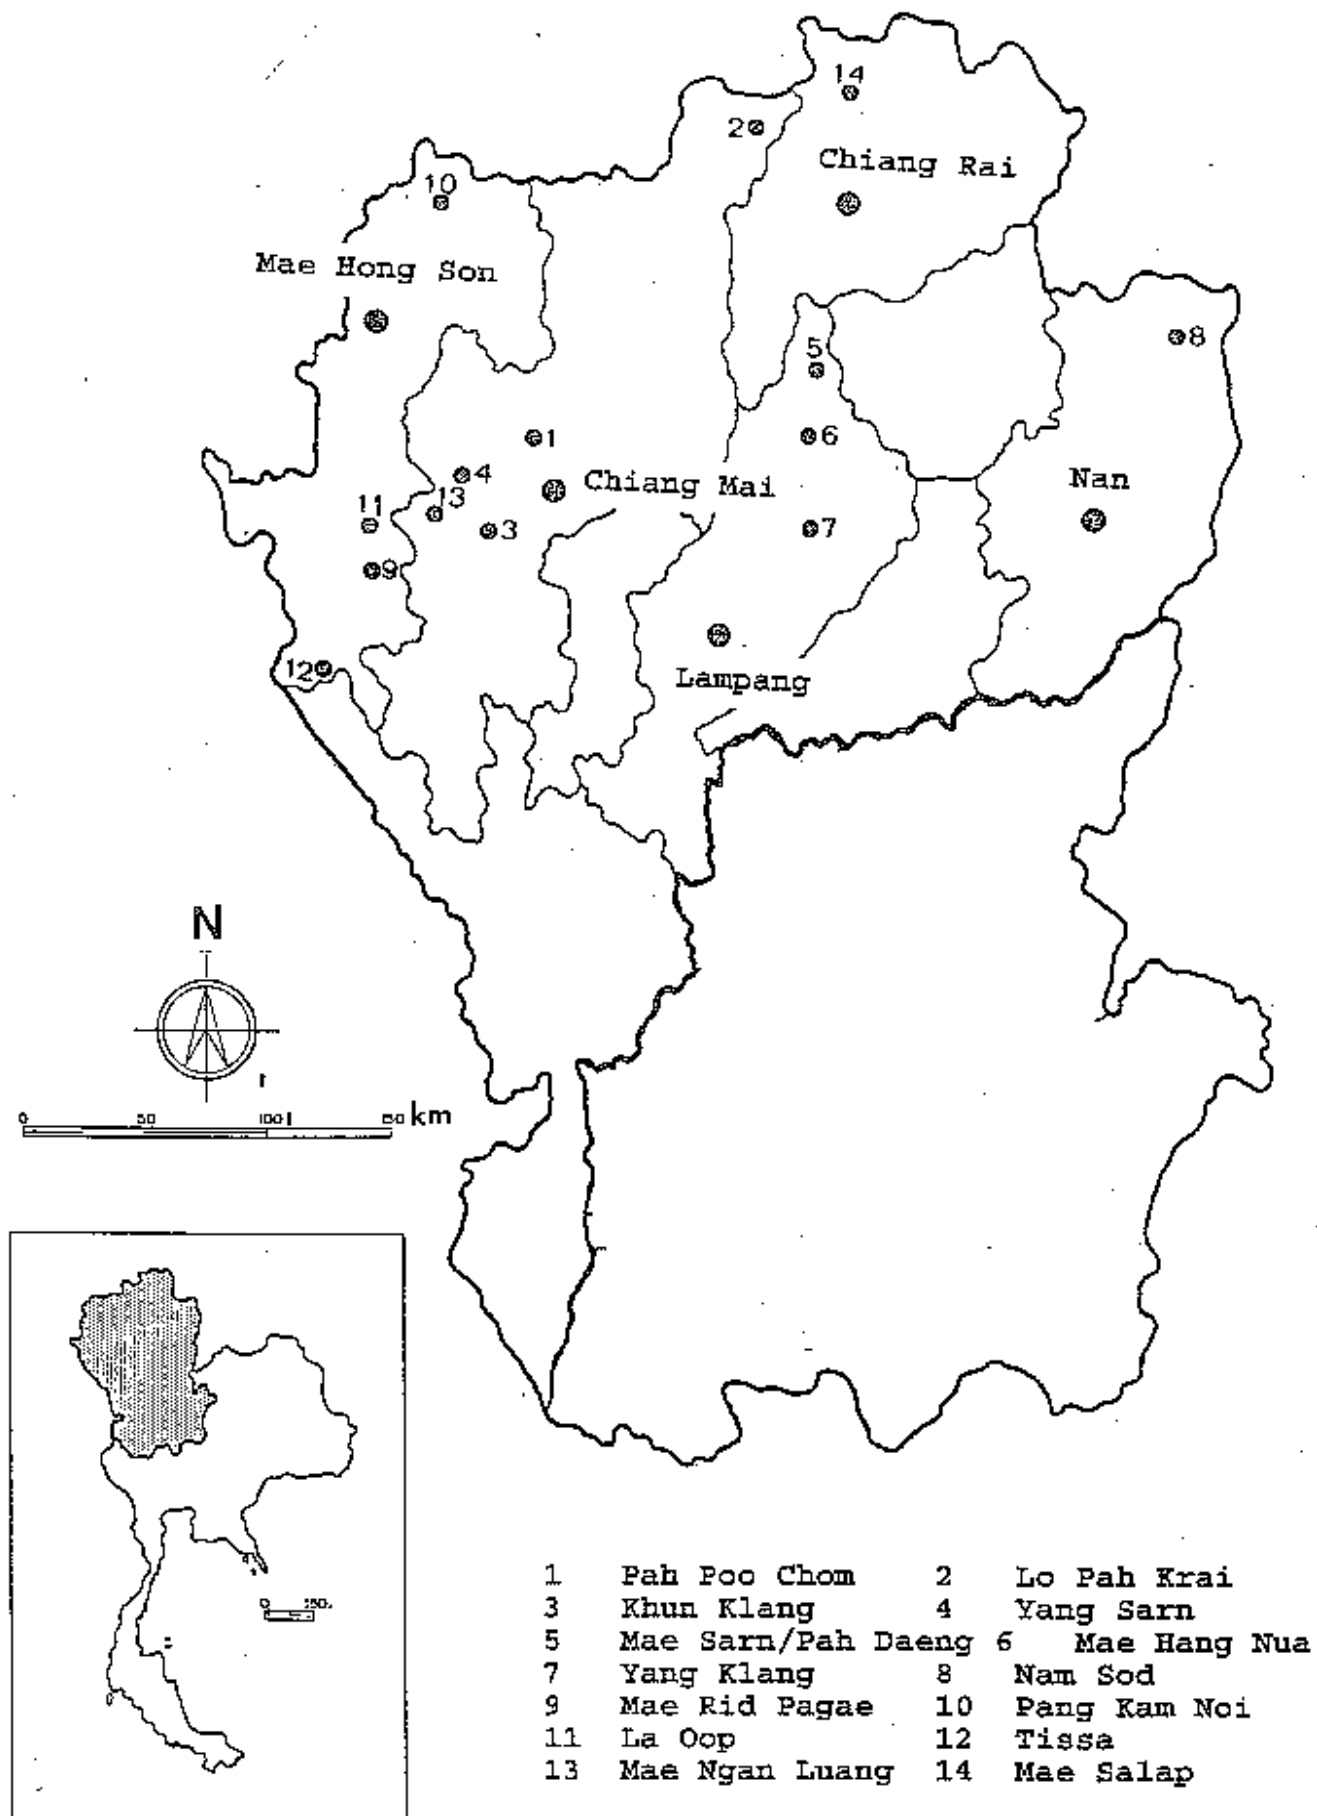 14
2
Chiang Rai
10
Mae Hong Son
8
5
1
6
4
Chiang Mai
Nan
11
13
3
7
9
12
Lampang
N
0 50 100 50 km
0 150
1 Pah Poo Chom 2 Lo Pah Krai
3 Khun Klang 4 Yang Sarn
5 Mae Sarn/Pah Daeng 6 Mae Hang Nua
7 Yang Klang 8 Nam Sod
9 Mae Rid Pagae 10 Pang Kam Noi
11 La Oop 12 Tissa
13 Mae Ngan Luang 14 Mae Salap